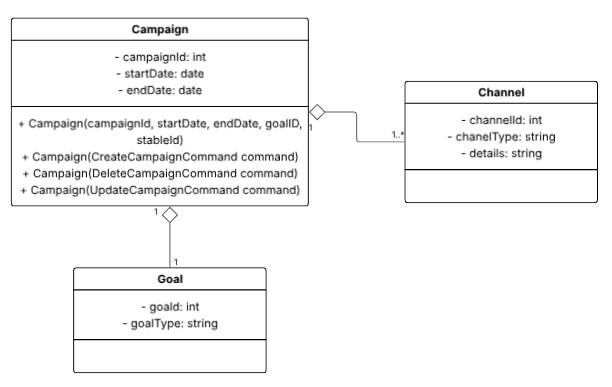 Campaign
- campaignId: int
- startDate: date
- endDate: date
+ Campaign(campaignId, startDate, endDate, goalID,
stableId)
+ Campaign(CreateCampaignCommand command)
+ Campaign(DeleteCampaignCommand command)
+ Campaign(UpdateCampaignCommand command)
1
1..*
Channel
- channelId: int
- chanelType: string
- details: string
1
1
Goal
- goaId: int
- goalType: string